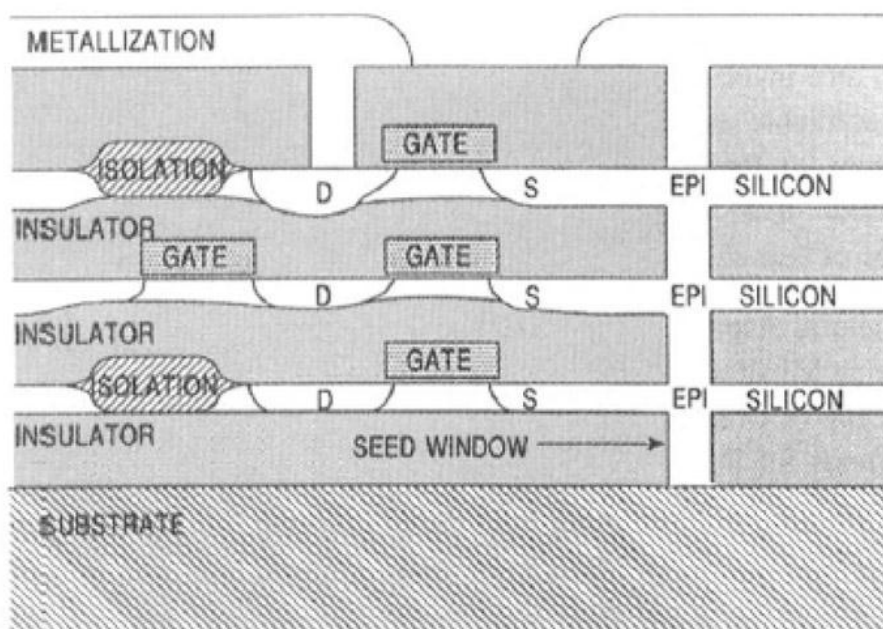 METALLIZATION
GATE
ISOLATION
D S EPI SILICON
INSULATOR
GATE GATE
D S EPI SILICON
INSULATOR
GATE
ISOLATION
D S EPI SILICON
INSULATOR
SEED WINDOW
SUBSTRATE